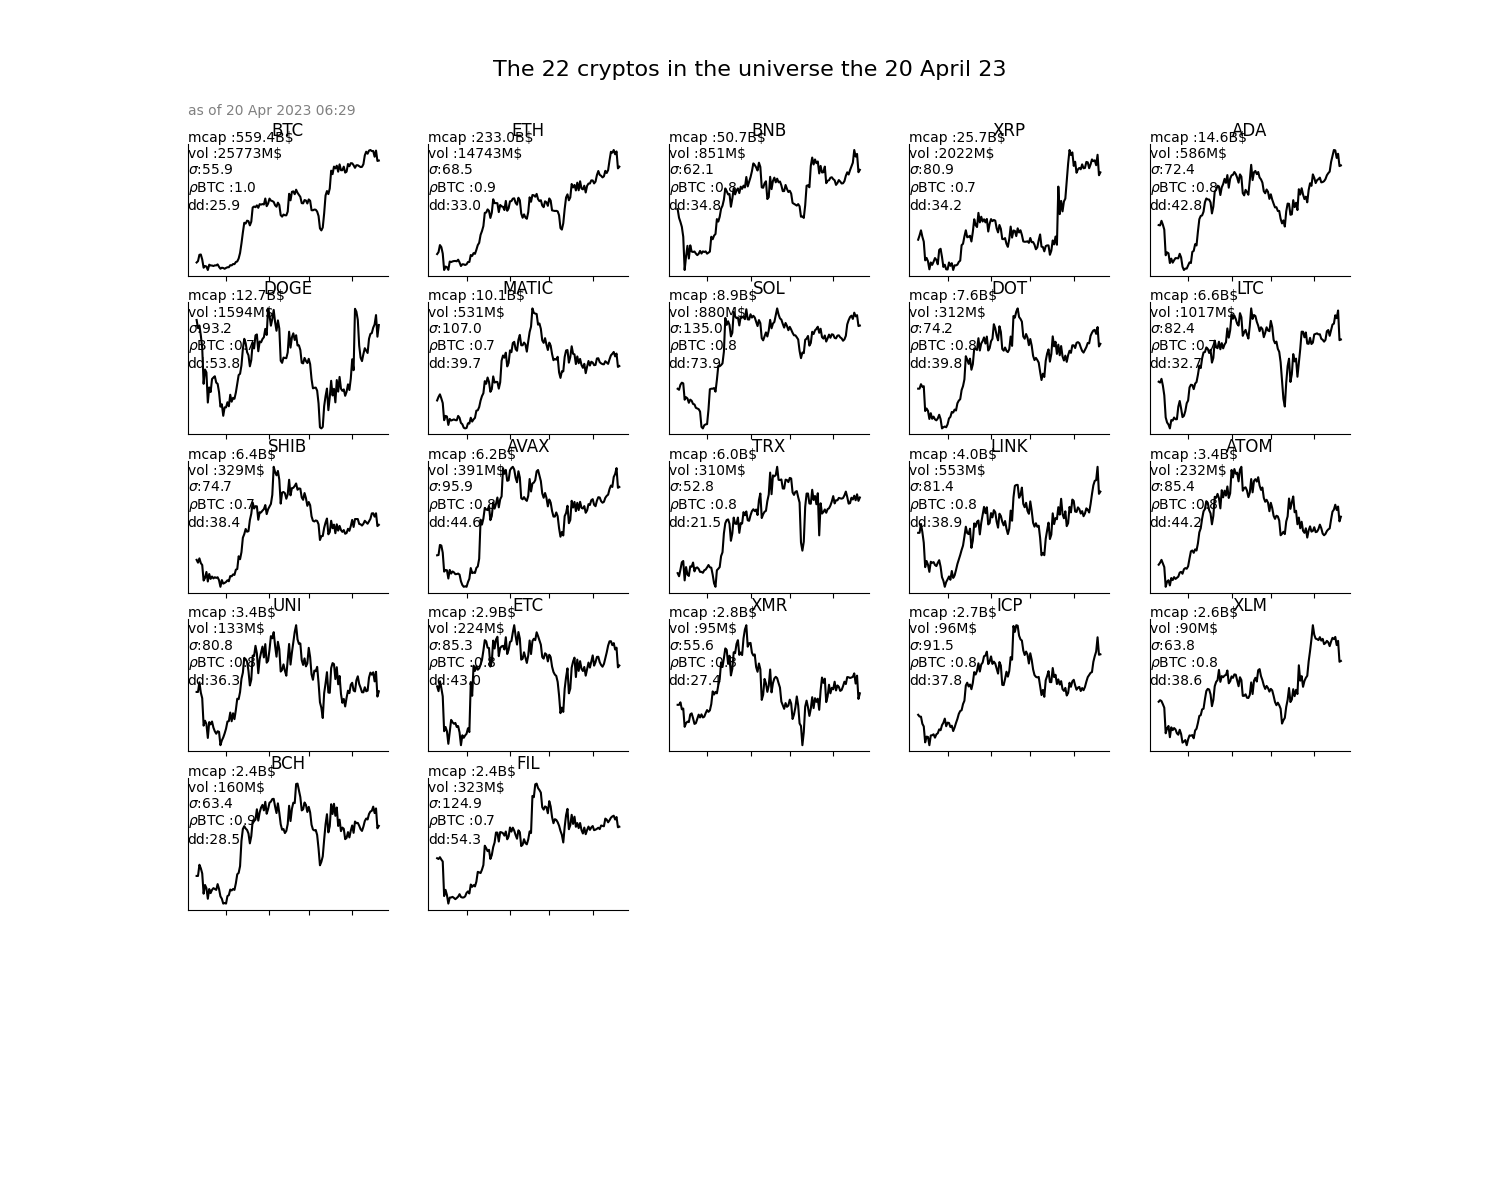 The 22 cryptos in the universe the 20 April 23
as of 20 Apr 2023 06:29
BTC
mcap :559.4B$
vol :25773M$
σ:55.9
ρBTC :1.0
dd:25.9
ETH
mcap :233.0B$
vol :14743M$
σ:68.5
ρBTC :0.9
dd:33.0
BNB
mcap :50.7B$
vol :851M$
σ:62.1
ρBTC :0.8
dd:34.8
XRP
mcap :25.7B$
vol :2022M$
σ:80.9
ρBTC :0.7
dd:34.2
ADA
mcap :14.6B$
vol :586M$
σ:72.4
ρBTC :0.8
dd:42.8
DOGE
mcap :12.7B$
vol :1594M$
σ:93.2
ρBTC :0.7
dd:53.8
MATIC
mcap :10.1B$
vol :531M$
σ:107.0
ρBTC :0.7
dd:39.7
SOL
mcap :8.9B$
vol :880M$
σ:135.0
ρBTC :0.8
dd:73.9
DOT
mcap :7.6B$
vol :312M$
σ:74.2
ρBTC :0.8
dd:39.8
LTC
mcap :6.6B$
vol :1017M$
σ:82.4
ρBTC :0.7
dd:32.7
SHIB
mcap :6.4B$
vol :329M$
σ:74.7
ρBTC :0.7
dd:38.4
AVAX
mcap :6.2B$
vol :391M$
σ:95.9
ρBTC :0.8
dd:44.6
TRX
mcap :6.0B$
vol :310M$
σ:52.8
ρBTC :0.8
dd:21.5
LINK
mcap :4.0B$
vol :553M$
σ:81.4
ρBTC :0.8
dd:38.9
ATOM
mcap :3.4B$
vol :232M$
σ:85.4
ρBTC :0.8
dd:44.2
UNI
mcap :3.4B$
vol :133M$
σ:80.8
ρBTC :0.8
dd:36.3
ETC
mcap :2.9B$
vol :224M$
σ:85.3
ρBTC :0.8
dd:43.0
XMR
mcap :2.8B$
vol :95M$
σ:55.6
ρBTC :0.8
dd:27.4
ICP
mcap :2.7B$
vol :96M$
σ:91.5
ρBTC :0.8
dd:37.8
XLM
mcap :2.6B$
vol :90M$
σ:63.8
ρBTC :0.8
dd:38.6
BCH
mcap :2.4B$
vol :160M$
σ:63.4
ρBTC :0.9
dd:28.5
FIL
mcap :2.4B$
vol :323M$
σ:124.9
ρBTC :0.7
dd:54.3